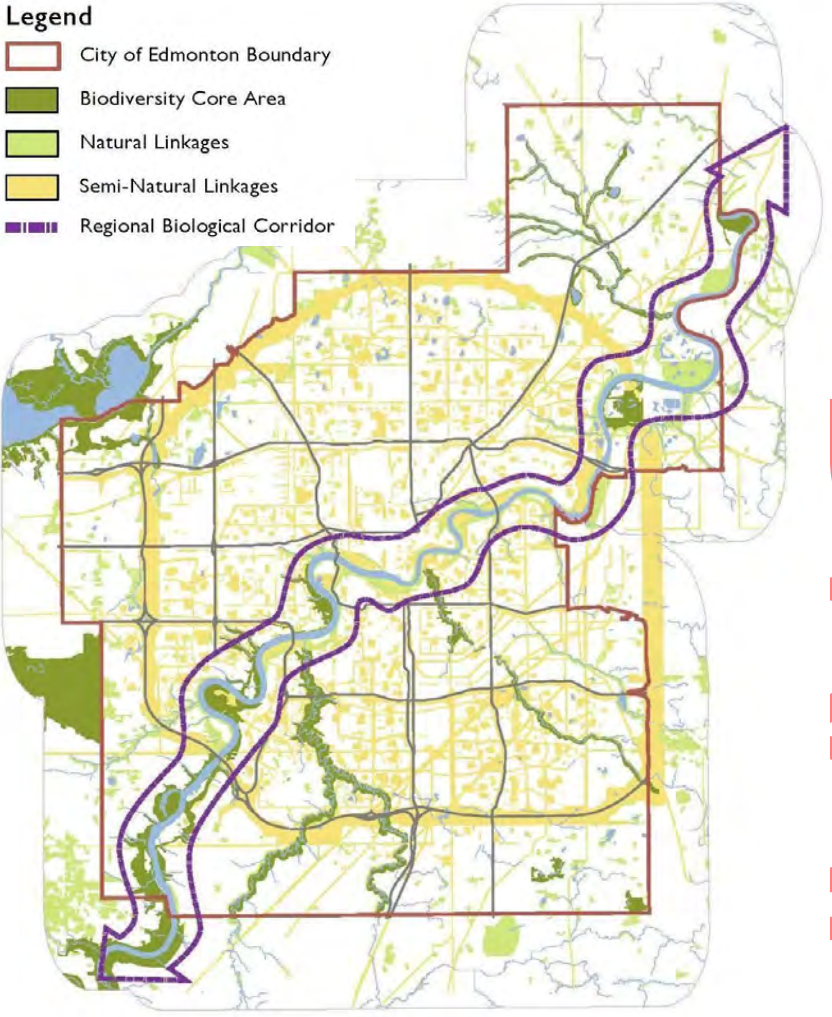 Legend
City of Edmonton Boundary
Biodiversity Core Area
Natural Linkages
Semi-Natural Linkages
Regional Biological Corridor